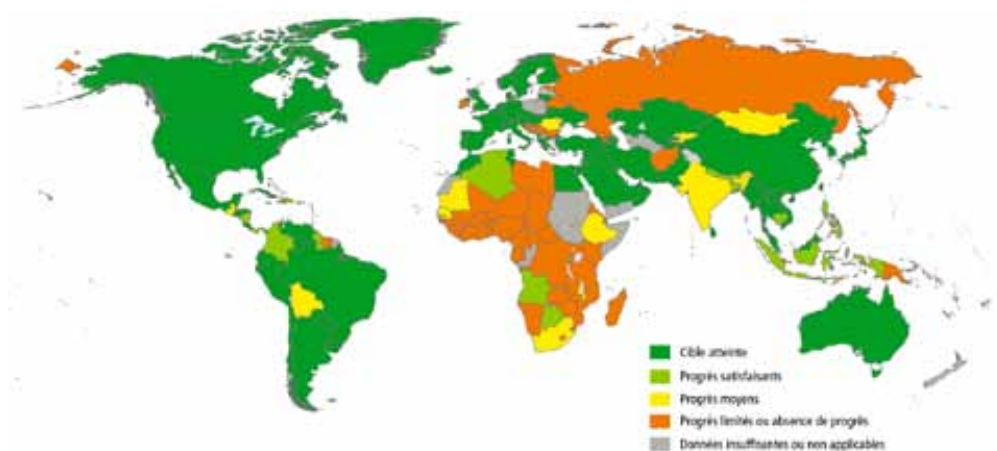 Cible atteinte
Progrès satisfaisants
Progrès moyens
Progrès limités ou absence de progrès
Données insuffisantes ou non applicables